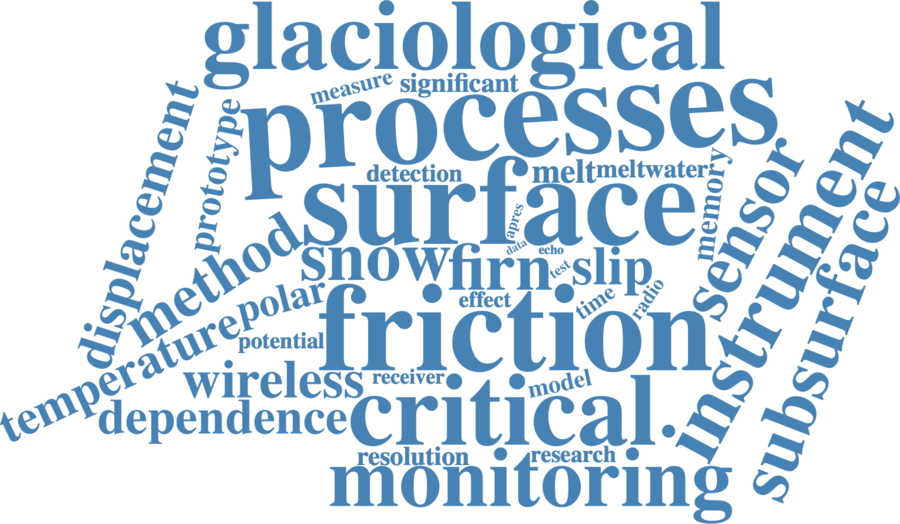 glaciological
measure
significant
processes
displacement
prototype
detection
melt
meltwater
memory
sensor
instrument
surface
apres
data
echo
test
method
snow
firn
slip
subsurface
polar
effect
time
radio
friction
temperature
potential
wireless
receiver
model
dependence
critical.
resolution
research
monitoring